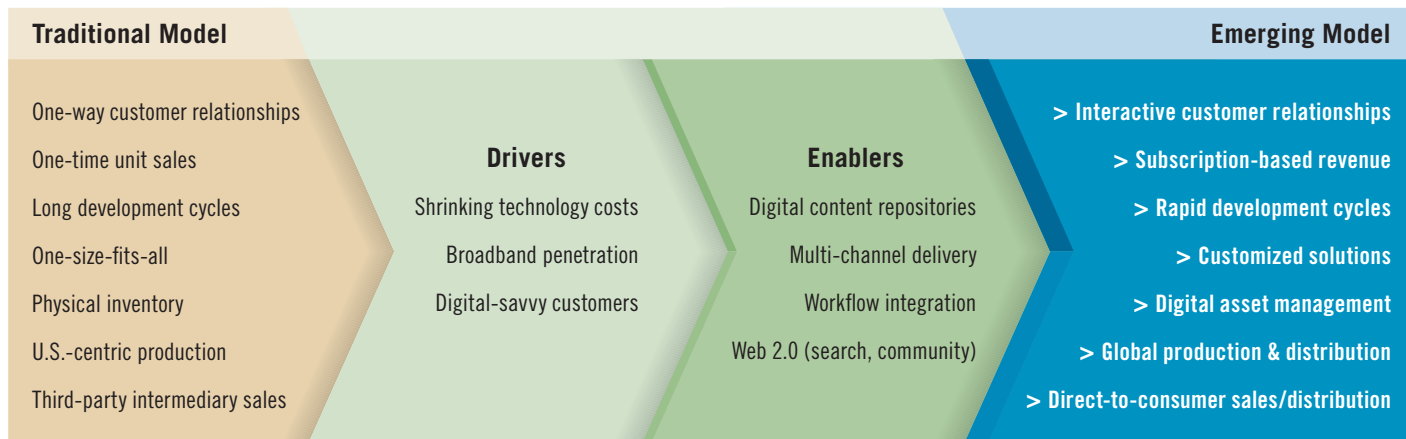 Traditional Model
One-way customer relationships
One-time unit sales
Long development cycles
One-size-fits-all
Physical inventory
U.S.-centric production
Third-party intermediary sales
Drivers
Shrinking technology costs
Broadband penetration
Digital-savvy customers
Enablers
Digital content repositories
Multi-channel delivery
Workflow integration
Web 2.0 (search, community)
Emerging Model
> Interactive customer relationships
> Subscription-based revenue
> Rapid development cycles
> Customized solutions
> Digital asset management
> Global production & distribution
> Direct-to-consumer sales/distribution